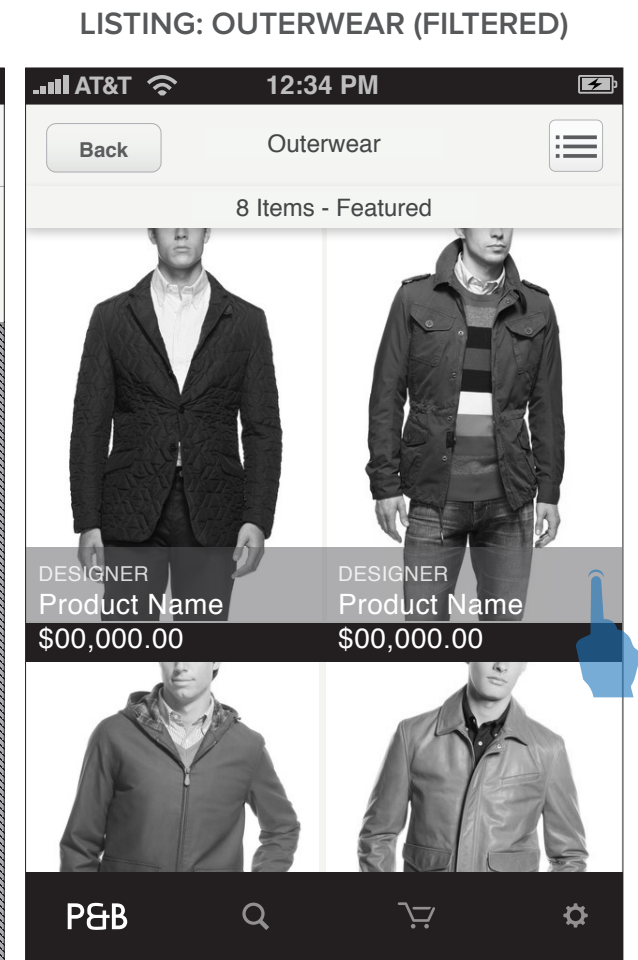 LISTING: OUTERWEAR (FILTERED)
AT&T 12:34 PM
Back Outerwear
8 Items - Featured
DESIGNER DESIGNER
Product Name Product Name
$00,000.00 $00,000.00
P&B